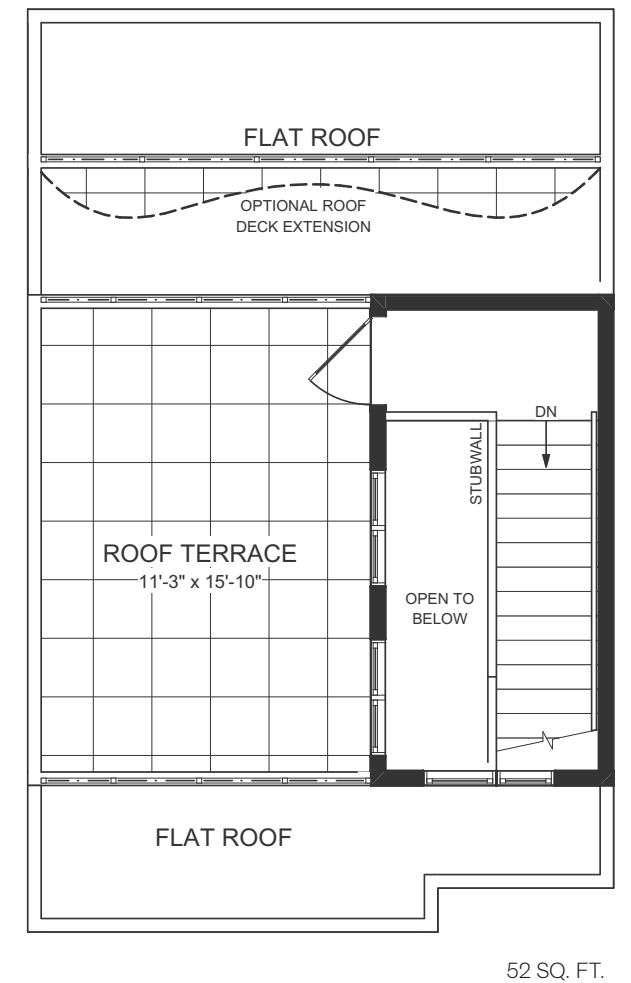 FLAT ROOF
OPTIONAL ROOF
DECK EXTENSION
DN
STUBWALL
ROOF TERRACE
11'-3" x 15'-10"
OPEN TO
BELOW
FLAT ROOF
52 SQ. FT.